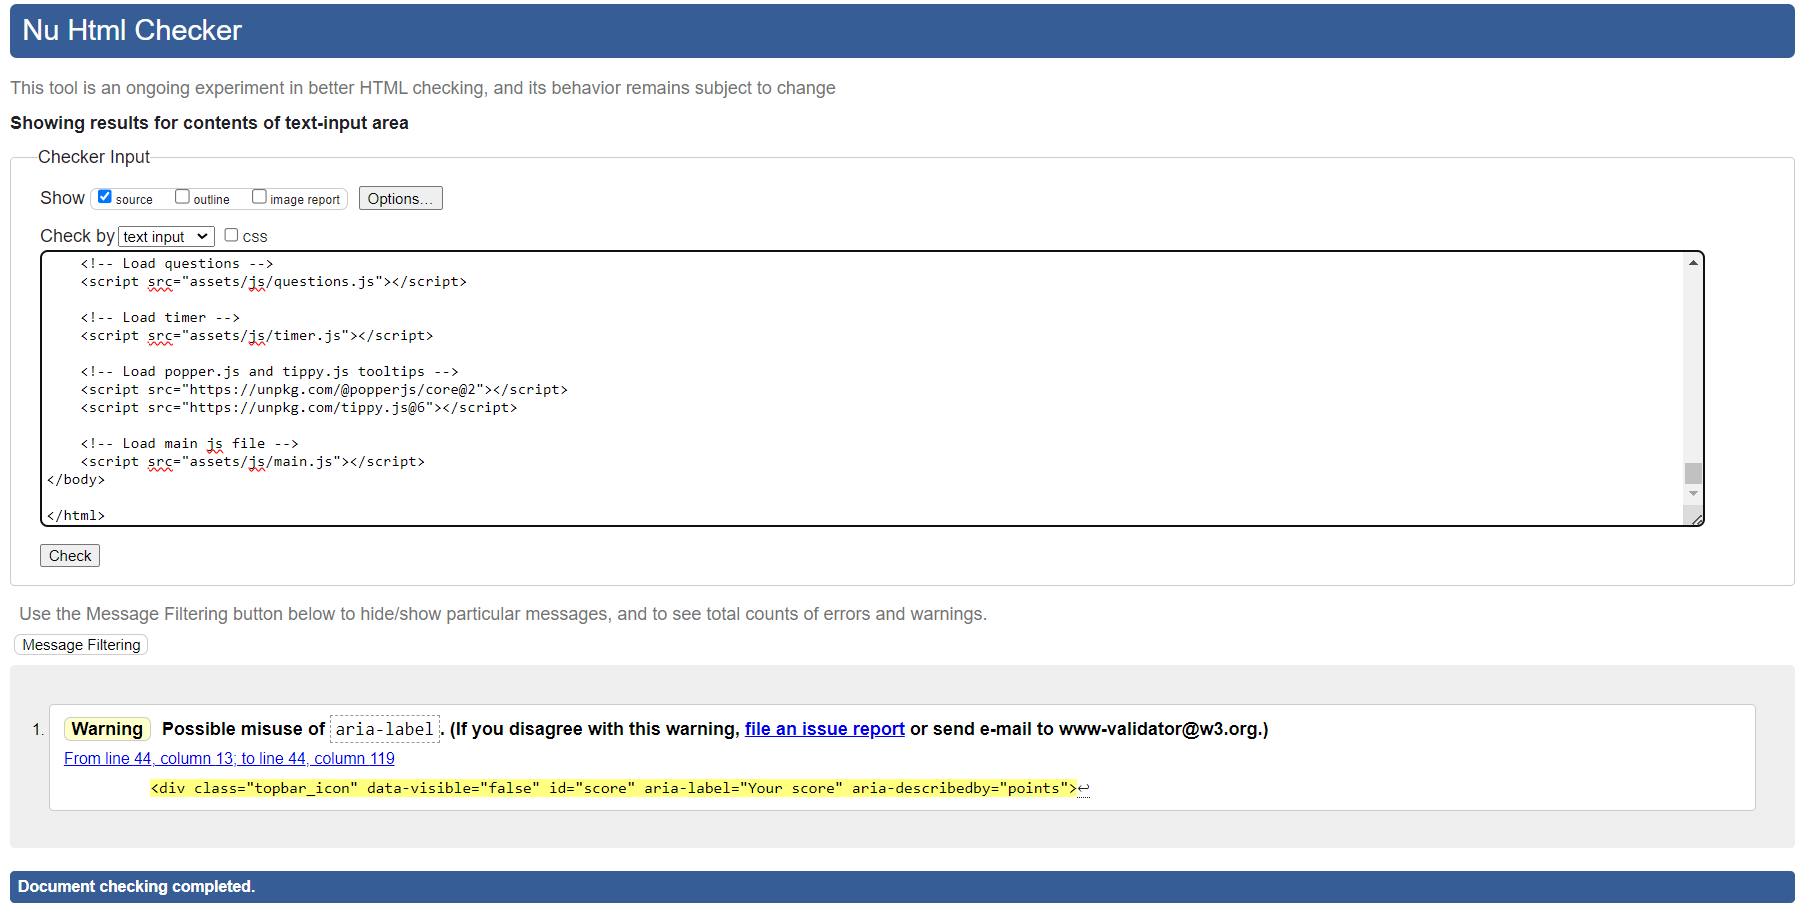 Nu Html Checker
This tool is an ongoing experiment in better HTML checking, and its behavior remains subject to change
Showing results for contents of text-input area
Checker Input
Show source outline image report Options...
Check by text input css
<!-- Load questions -->
<script src="assets/js/questions.js"></script>
<!-- Load timer -->
<script src="assets/js/timer.js"></script>
<!-- Load popper.js and tippy.js tooltips -->
<script src="https://unpkg.com/@popperjs/core@2"></script>
<script src="https://unpkg.com/tippy.js@6"></script>
<!-- Load main js file -->
<script src="assets/js/main.js"></script>
</body>
</html>
Check
Use the Message Filtering button below to hide/show particular messages, and to see total counts of errors and warnings.
Message Filtering
1. Warning Possible misuse of aria-label. (If you disagree with this warning, file an issue report or send e-mail to www-validator@w3.org.)
From line 44, column 13; to line 44, column 119
<div class="topbar_icon" data-visible="false" id="score" aria-label="Your score" aria-describedby="points">↩
Document checking completed.